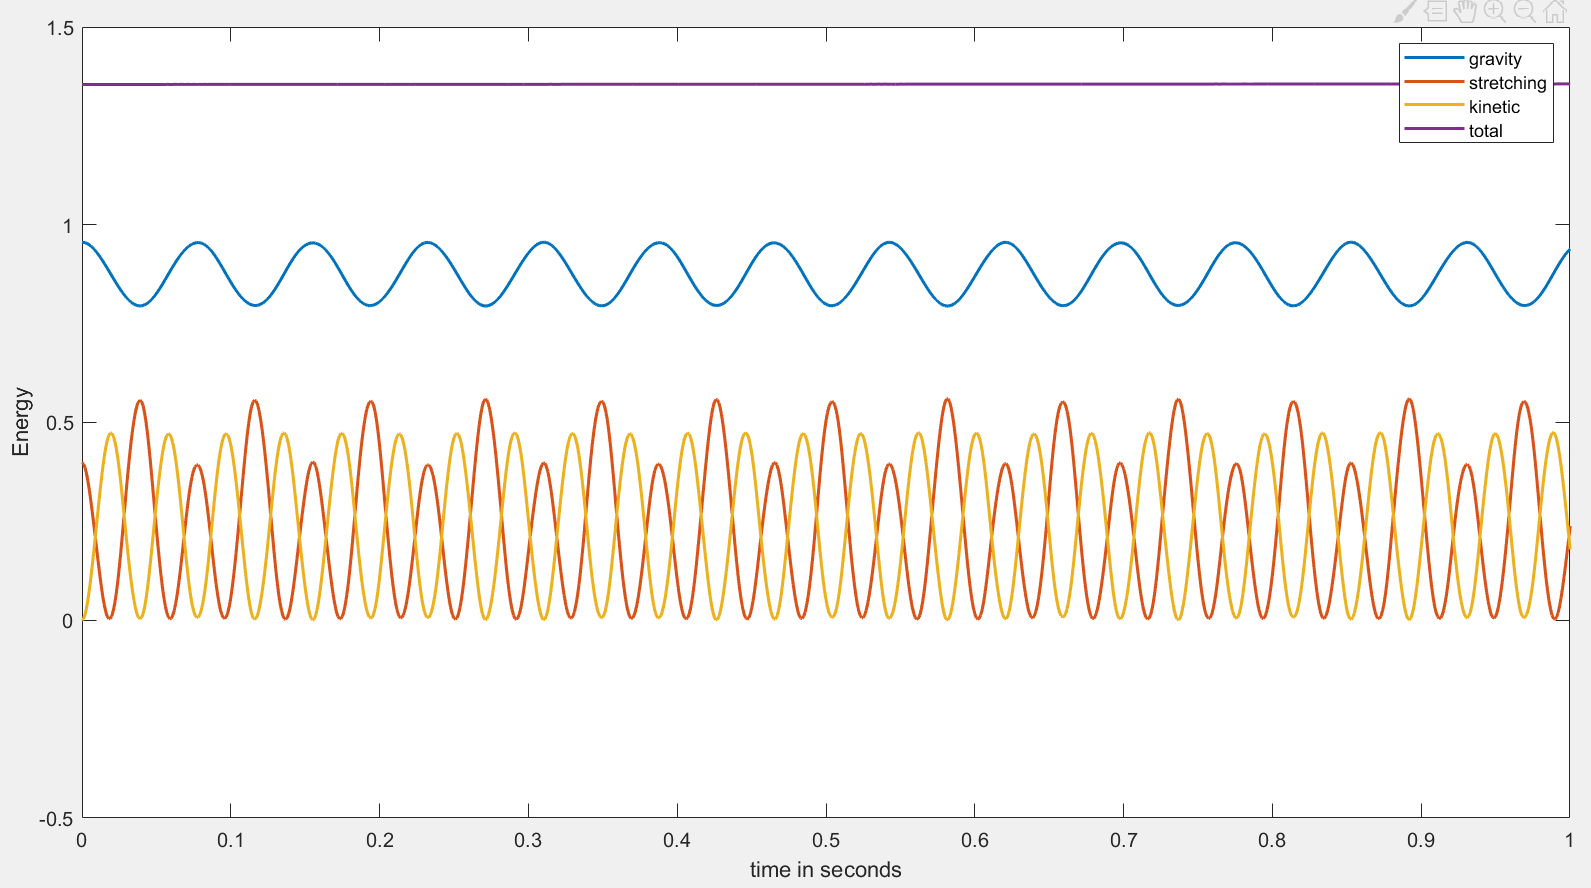 1.5
1
0.5
0
-0.5
Energy
gravity
stretching
kinetic
total
0 0.1 0.2 0.3 0.4 0.5 0.6 0.7 0.8 0.9 1
time in seconds